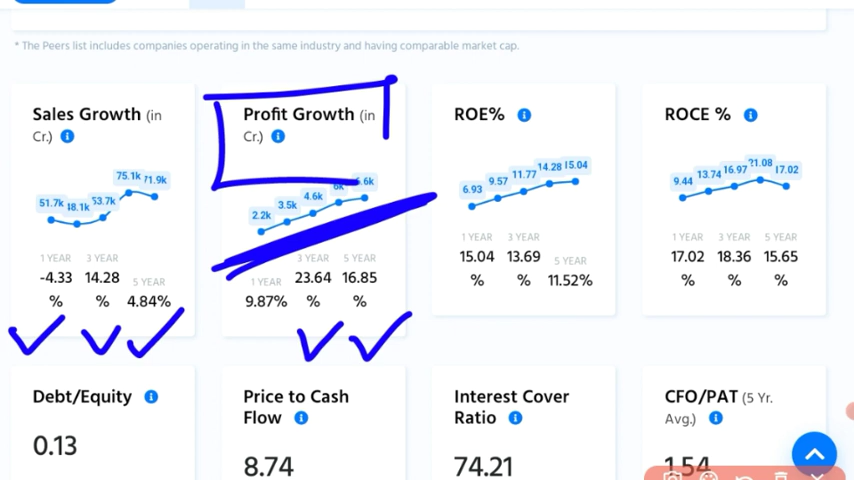 * The Peers list includes companies operating in the same industry and having comparable market cap.
Sales Growth (in
Cr.)
51.7k
53.7k
75.1k
71.9k
1 YEAR
-4.33
%
3 YEAR
14.28
%
5 YEAR
4.84%
Profit Growth (in
Cr.)
2.2k
3.5k
4.6k
1 YEAR
9.87%
3 YEAR
23.64
%
5 YEAR
16.85
%
ROE%
6.93
9.57
11.77
14.28
15.04
1 YEAR
15.04
%
3 YEAR
13.69
%
5 YEAR
11.52%
ROCE %
9.44
13.74
16.97
21.08
17.02
1 YEAR
17.02
%
3 YEAR
18.36
%
5 YEAR
15.65
%
Debt/Equity
0.13
Price to Cash
Flow
8.74
Interest Cover
Ratio
74.21
CFO/PAT (5 Yr.
Avg.)
1.54